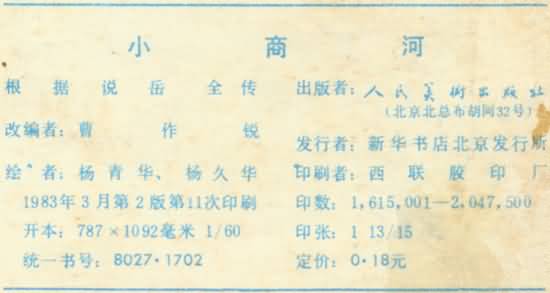 小商河
根据说岳全传
改编者：曹作锐
绘者：杨青华、杨久华
1983年3月第2版第11次印刷
开本：787×1092毫米 1/60
统一书号：8027·1702
出版者：人民美术出版社
（北京北总布胡同32号）
发行者：新华书店北京发行所
印刷者：西联胶印厂
印数：1,615,001—2,047,500
印张：1 13/15
定价：0·18元